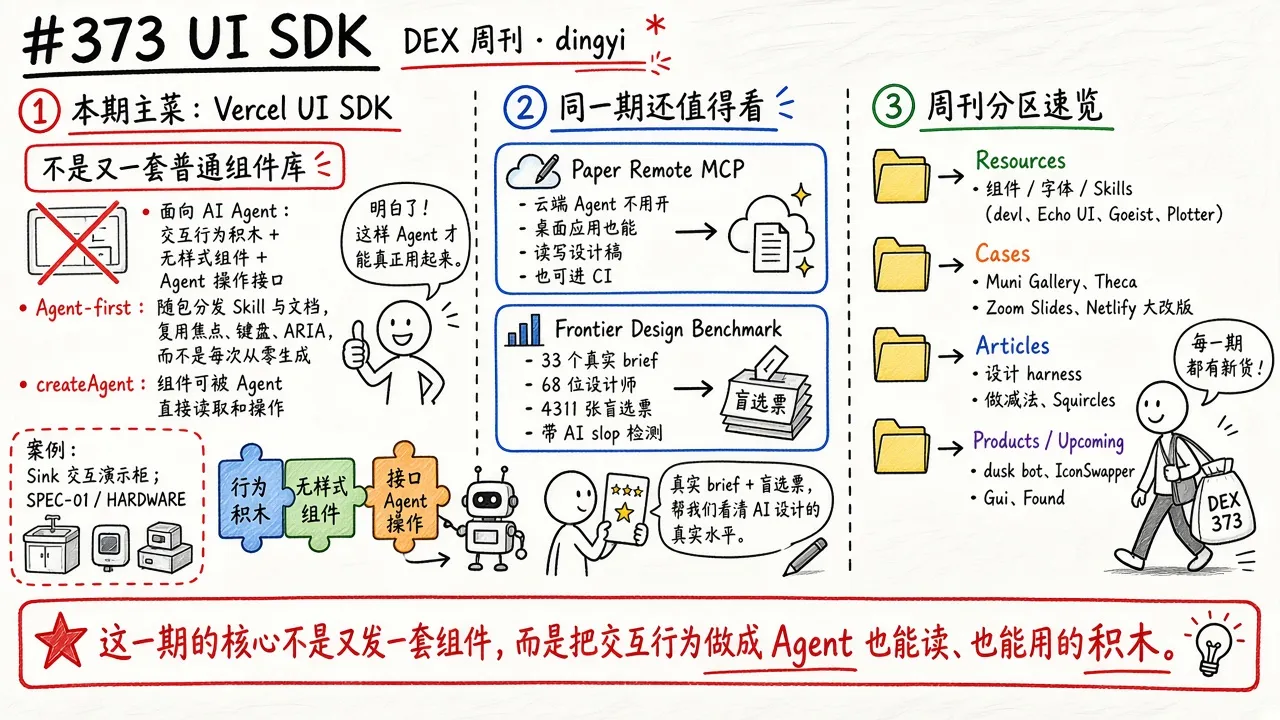 #373 UI SDK
DEX 周刊 · dingyi
① 本期主菜：Vercel UI SDK
不是又一套普通组件库
• 面向 AI Agent：
交互行为积木 +
无样式组件 +
Agent 操作接口
明白了！
这样 Agent 才
能真正用起来。
• Agent-first：随包分发 Skill 与文档，
复用焦点、键盘、ARIA，
而不是每次从零生成
• createAgent：组件可被 Agent
直接读取和操作
案例：
Sink 交互演示柜；
SPEC-01 / HARDWARE
行为
积木
无样式
组件
接口
Agent
操作
② 同一期还值得看
Paper Remote MCP
- 云端 Agent 不用开
- 桌面应用也能
- 读写设计稿
- 也可进 CI
Frontier Design Benchmark
- 33 个真实 brief
- 68 位设计师
- 4311 张盲选票
- 带 AI slop 检测
盲选票
真实 brief + 盲选票，
帮我们看清 AI 设计的
真实水平。
③ 周刊分区速览
Resources
• 组件 / 字体 / Skills
（devl、Echo UI、Goeist、Plotter）
Cases
• Muni Gallery、Theca
• Zoom Slides、Netlify 大改版
Articles
• 设计 harness
• 做减法、Squircles
Products / Upcoming
• dusk bot、IconSwapper
• Gui、Found
每一期
都有新货！
DEX
373
这一期的核心不是又发一套组件，而是把交互行为做成 Agent 也能读、也能用的积木。